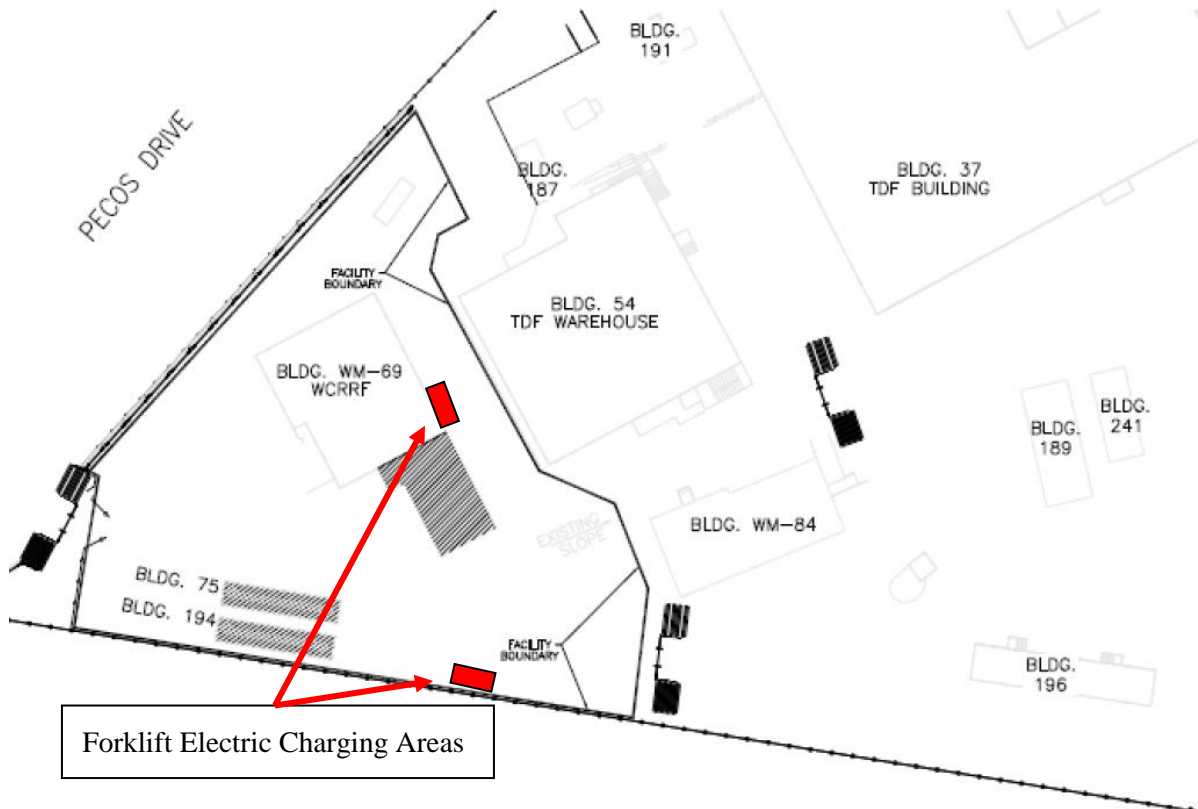 BLDG.
191
PECOS DRIVE
BLDG.
187
BLDG. 37
TDF BUILDING
FACILITY
BOUNDARY
BLDG. 54
TDF WAREHOUSE
BLDG. WM-69
WCRRF
BLDG.
189
BLDG.
241
EXISTING
SLOPE
BLDG. WM-84
BLDG. 75
BLDG. 194
FACILITY
BOUNDARY
BLDG.
196
Forklift Electric Charging Areas